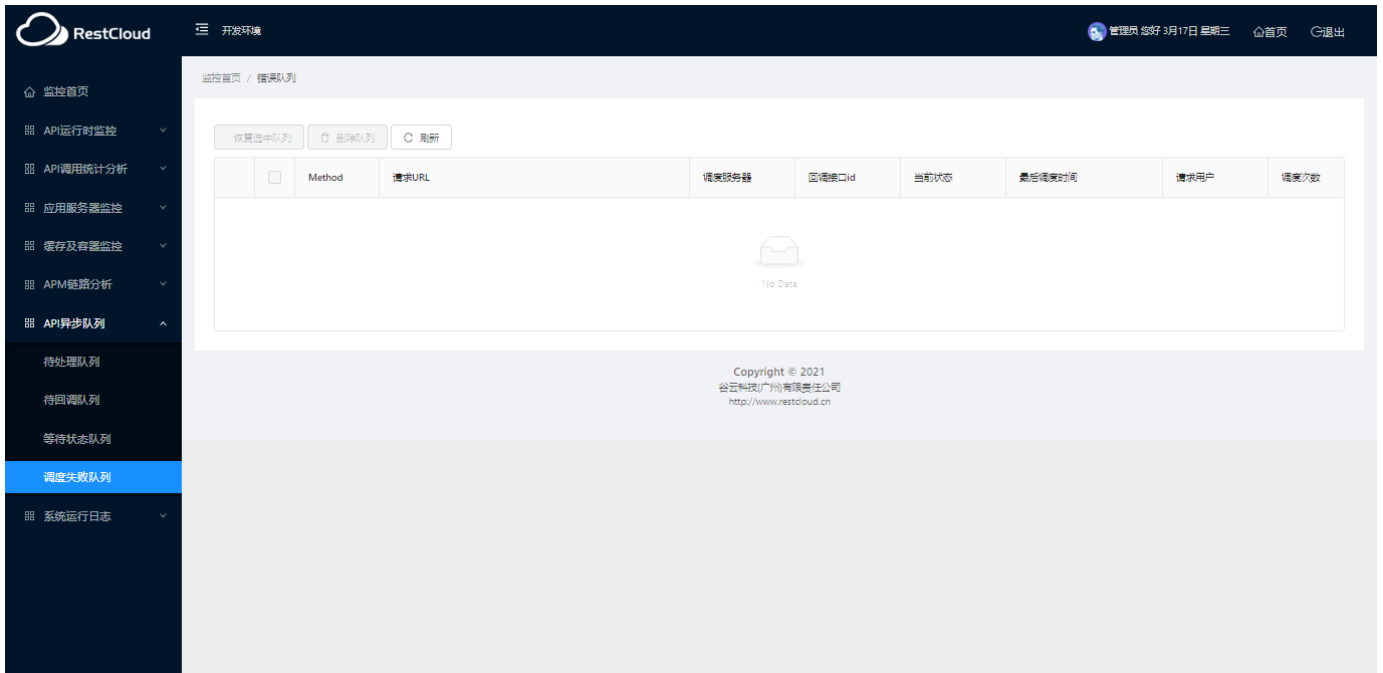 RestCloud
开发环境
管理员 您好 3月17日 星期三
首页
退出
监控首页
API运行时监控
API调用统计分析
应用服务器监控
缓存及容器监控
APM链路分析
API异步队列
待处理队列
待回调队列
等待状态队列
调度失败队列
系统运行日志
监控首页 / 错误队列
恢复选中队列 删除队列 刷新
Method 请求URL 调度服务器 回调接口id 当前状态 最后调度时间 请求用户 调度次数
No Data
Copyright © 2021
谷云科技(广州)有限责任公司
http://www.restcloud.cn